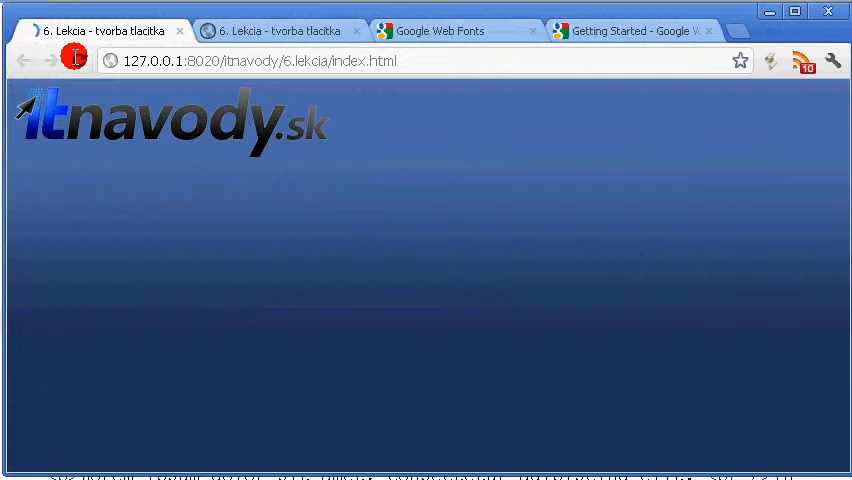 6. Lekcia - tvorba tlacitka
6. Lekcia - tvorba tlacitka
Google Web Fonts
Getting Started - Google
127.0.0.1:8020/itnavody/6.lekcia/index.html
10
itnavody.sk